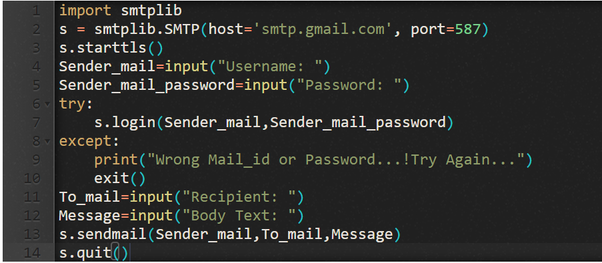 1 import smtplib
2 s = smtplib.SMTP(host='smtp.gmail.com', port=587)
3 s.starttls()
4 Sender_mail=input("Username: ")
5 Sender_mail_password=input("Password: ")
6 try:
7     s.login(Sender_mail,Sender_mail_password)
8 except:
9     print("Wrong Mail_id or Password...!Try Again...")
10     exit()
11 To_mail=input("Recipient: ")
12 Message=input("Body Text: ")
13 s.sendmail(Sender_mail,To_mail,Message)
14 s.quit()